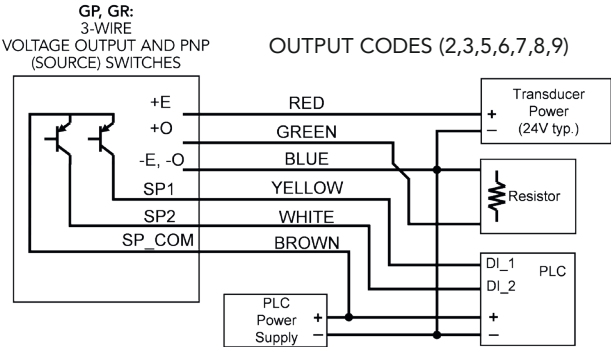 GP, GR:
3-WIRE
VOLTAGE OUTPUT AND PNP
(SOURCE) SWITCHES
OUTPUT CODES (2,3,5,6,7,8,9)
+E
RED
+O
GREEN
-E, -O
BLUE
SP1
YELLOW
SP2
WHITE
SP_COM
BROWN
Transducer
Power
(24V typ.)
+
–
Resistor
DI_1
PLC
DI_2
+
–
PLC
Power
Supply
+
–